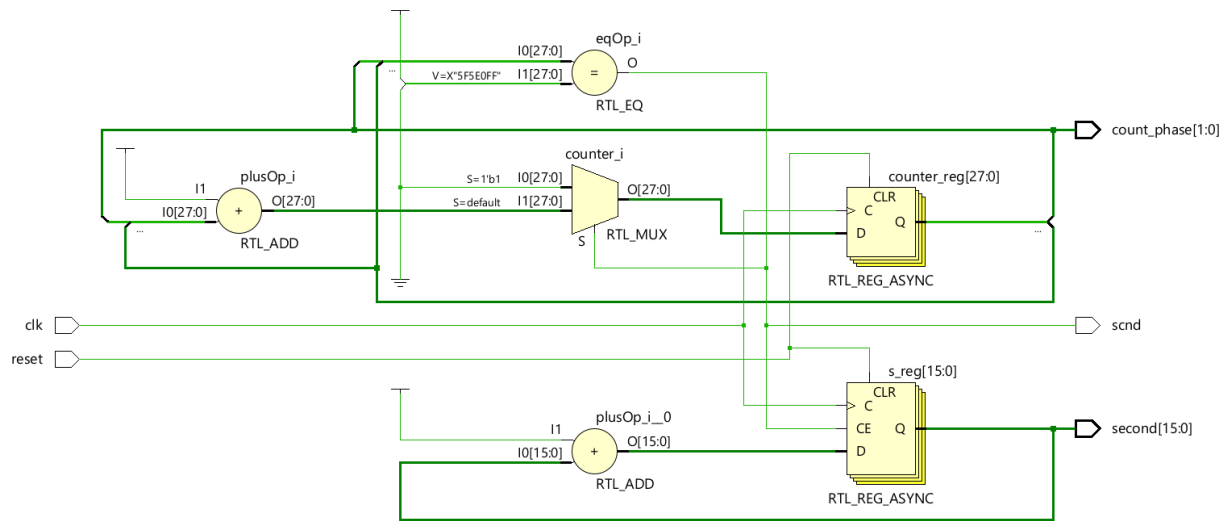 eqOp_i
I0[27:0]
O
...
V=X"5F5E0FF"
I1[27:0]
=
RTL_EQ
count_phase[1:0]
counter_i
plusOp_i
I1
I0[27:0]
...
+
O[27:0]
RTL_ADD
S=1'b1
I0[27:0]
S=default
I1[27:0]
O[27:0]
S
RTL_MUX
counter_reg[27:0]
CLR
C
Q
D
...
RTL_REG_ASYNC
clk
scnd
reset
s_reg[15:0]
CLR
C
CE
Q
D
RTL_REG_ASYNC
second[15:0]
plusOp_i__0
I1
I0[15:0]
+
O[15:0]
RTL_ADD